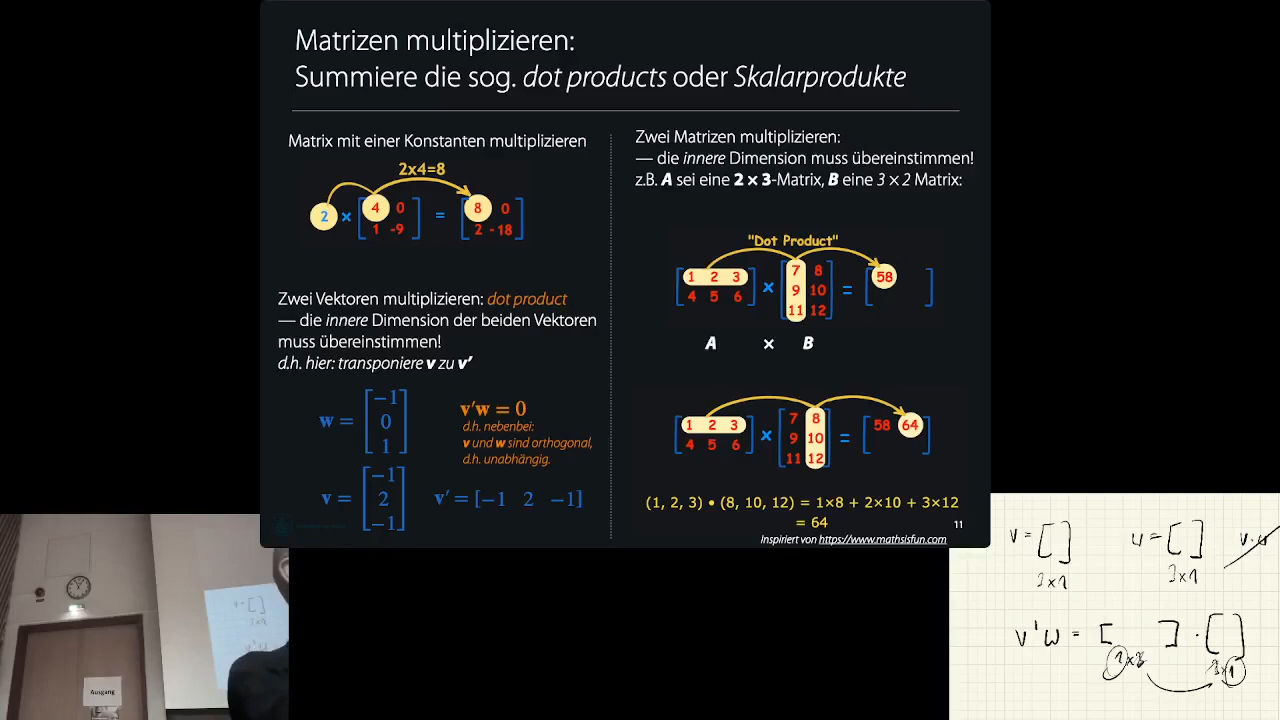 Matrizen multiplizieren:
Summiere die sog. dot products oder Skalarprodukte
Matrix mit einer Konstanten multiplizieren
2x4=8
2 × [ 4 0 ] = [ 8 0 ]
1 -9 2 -18
Zwei Vektoren multiplizieren: dot product
— die innere Dimension der beiden Vektoren
muss übereinstimmen!
d.h. hier: transponiere v zu v′
w = [ −1
0
1 ]
v′w = 0
d.h. nebenbei:
v und w sind orthogonal,
d.h. unabhängig.
v = [ −1
2
−1 ]
v′ = [−1 2 −1]
Zwei Matrizen multiplizieren:
— die innere Dimension muss übereinstimmen!
z.B. A sei eine 2 × 3-Matrix, B eine 3 × 2 Matrix:
"Dot Product"
[ 1 2 3 ] × [ 7 8 ] = [ 58 ]
4 5 6 9 10
11 12
A × B
[ 1 2 3 ] × [ 7 8 ] = [ 58 64 ]
4 5 6 9 10
11 12
(1, 2, 3) • (8, 10, 12) = 1×8 + 2×10 + 3×12
= 64
11
Inspiriert von https://www.mathsisfun.com
Ausgang
v = [ ]
3x1
w = [ ]
3x1
v'w = [ ] · [ ]